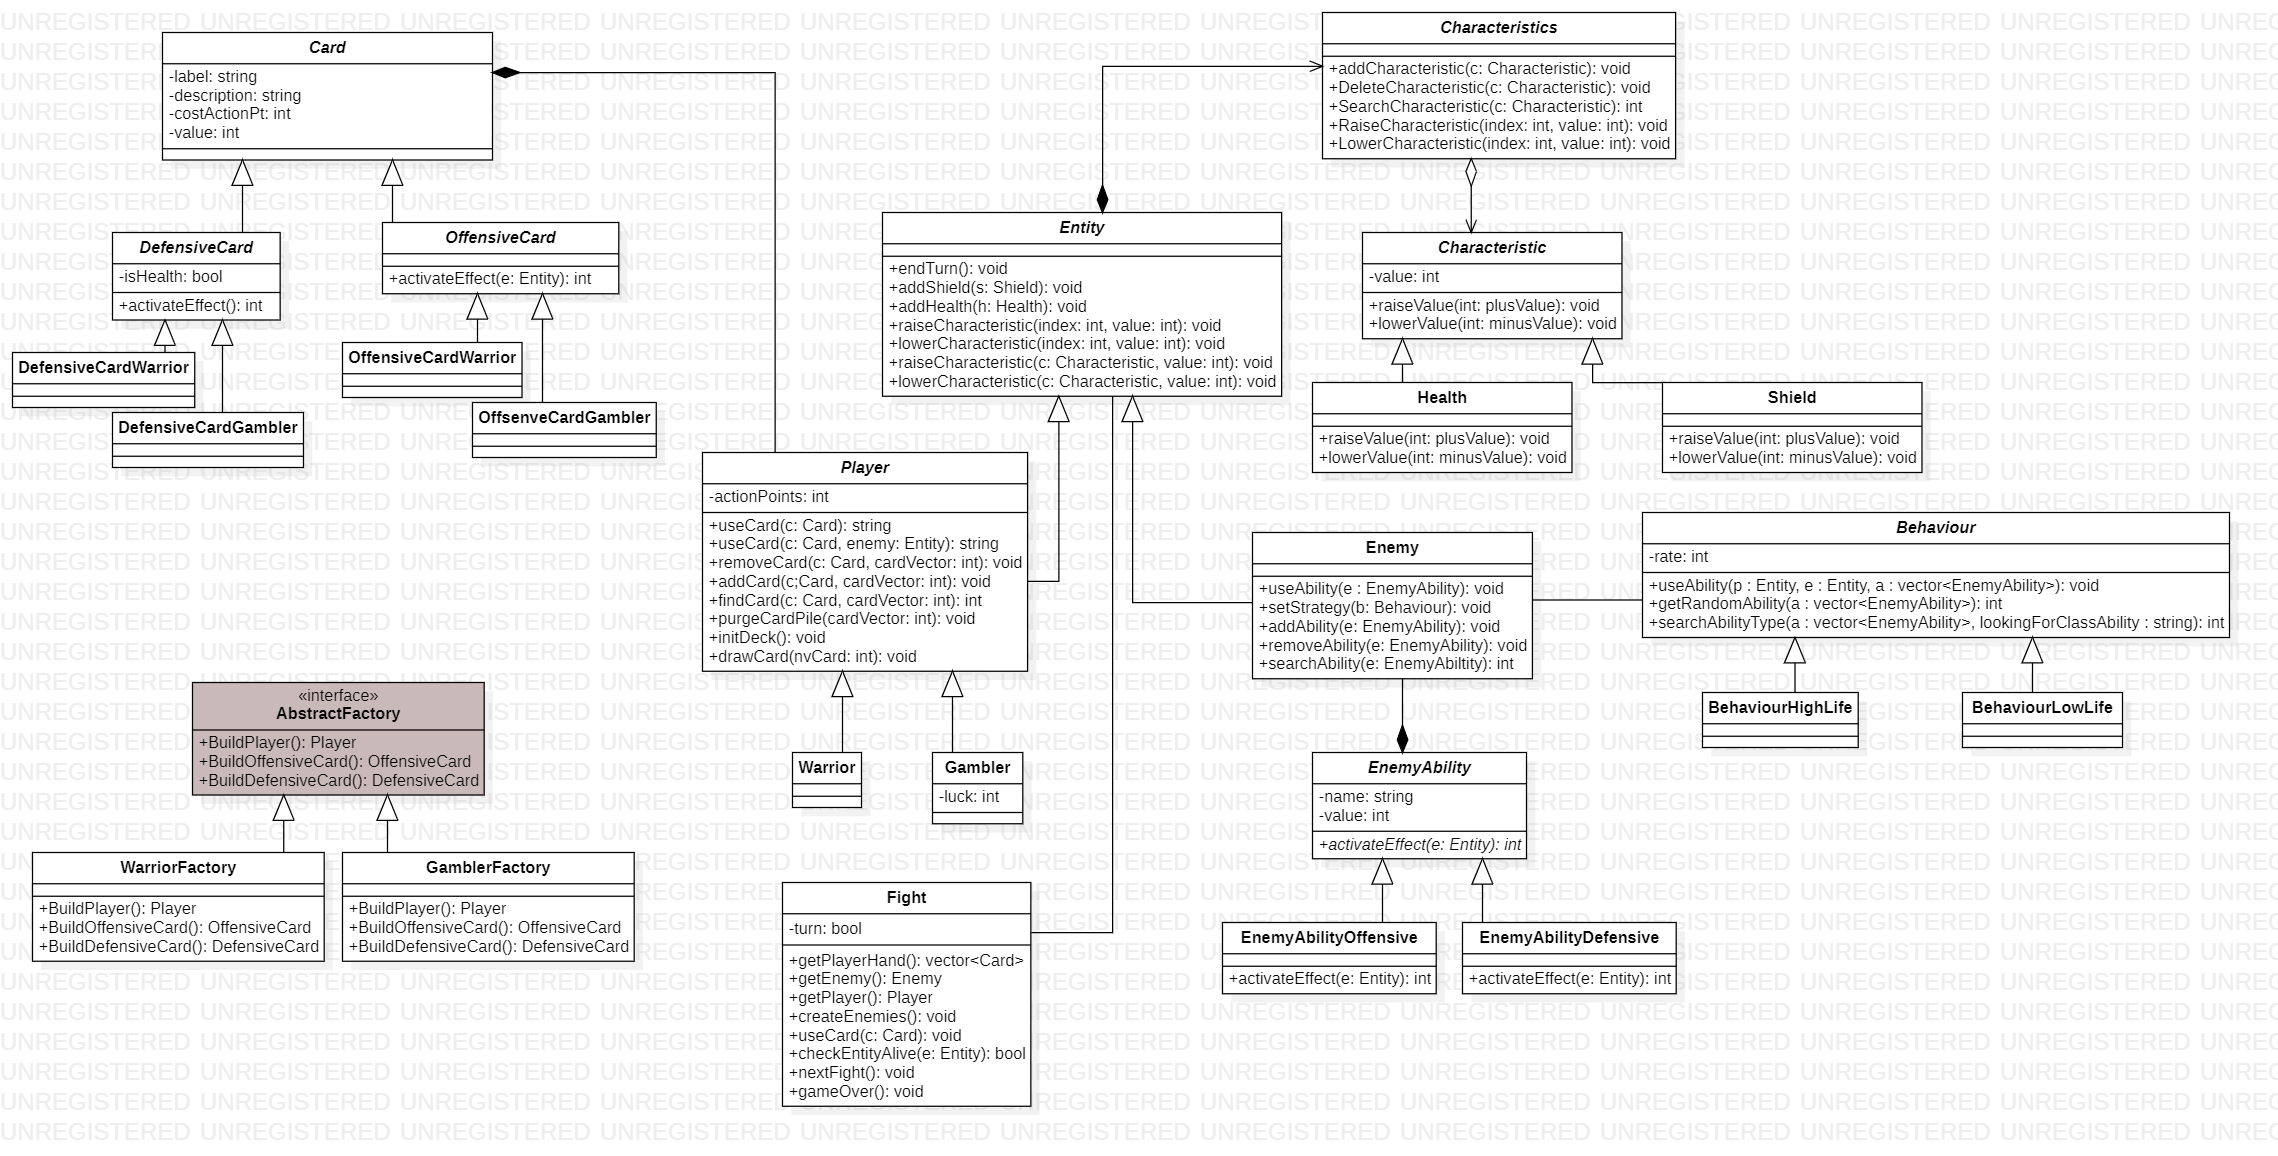 Card
-label: string
-description: string
-costActionPt: int
-value: int
DefensiveCard
-isHealth: bool
+activateEffect(): int
OffensiveCard
+activateEffect(e: Entity): int
DefensiveCardWarrior
DefensiveCardGambler
OffensiveCardWarrior
OffsenveCardGambler
Characteristics
+addCharacteristic(c: Characteristic): void
+DeleteCharacteristic(c: Characteristic): void
+SearchCharacteristic(c: Characteristic): int
+RaiseCharacteristic(index: int, value: int): void
+LowerCharacteristic(index: int, value: int): void
Entity
+endTurn(): void
+addShield(s: Shield): void
+addHealth(h: Health): void
+raiseCharacteristic(index: int, value: int): void
+lowerCharacteristic(index: int, value: int): void
+raiseCharacteristic(c: Characteristic, value: int): void
+lowerCharacteristic(c: Characteristic, value: int): void
Characteristic
-value: int
+raiseValue(int: plusValue): void
+lowerValue(int: minusValue): void
Health
+raiseValue(int: plusValue): void
+lowerValue(int: minusValue): void
Shield
+raiseValue(int: plusValue): void
+lowerValue(int: minusValue): void
Player
-actionPoints: int
+useCard(c: Card): string
+useCard(c: Card, enemy: Entity): string
+removeCard(c: Card, cardVector: int): void
+addCard(c;Card, cardVector: int): void
+findCard(c: Card, cardVector: int): int
+purgeCardPile(cardVector: int): void
+initDeck(): void
+drawCard(nvCard: int): void
Enemy
+useAbility(e : EnemyAbility): void
+setStrategy(b: Behaviour): void
+addAbility(e: EnemyAbility): void
+removeAbility(e: EnemyAbility): void
+searchAbility(e: EnemyAbiltity): int
Behaviour
-rate: int
+useAbility(p : Entity, e : Entity, a : vector<EnemyAbility>): void
+getRandomAbility(a : vector<EnemyAbility>): int
+searchAbilityType(a : vector<EnemyAbility>, lookingForClassAbility : string): int
BehaviourHighLife
BehaviourLowLife
«interface»
AbstractFactory
+BuildPlayer(): Player
+BuildOffensiveCard(): OffensiveCard
+BuildDefensiveCard(): DefensiveCard
WarriorFactory
+BuildPlayer(): Player
+BuildOffensiveCard(): OffensiveCard
+BuildDefensiveCard(): DefensiveCard
GamblerFactory
+BuildPlayer(): Player
+BuildOffensiveCard(): OffensiveCard
+BuildDefensiveCard(): DefensiveCard
Warrior
Gambler
-luck: int
EnemyAbility
-name: string
-value: int
+activateEffect(e: Entity): int
EnemyAbilityOffensive
+activateEffect(e: Entity): int
EnemyAbilityDefensive
+activateEffect(e: Entity): int
Fight
-turn: bool
+getPlayerHand(): vector<Card>
+getEnemy(): Enemy
+getPlayer(): Player
+createEnemies(): void
+useCard(c: Card): void
+checkEntityAlive(e: Entity): bool
+nextFight(): void
+gameOver(): void
UNREGISTERED